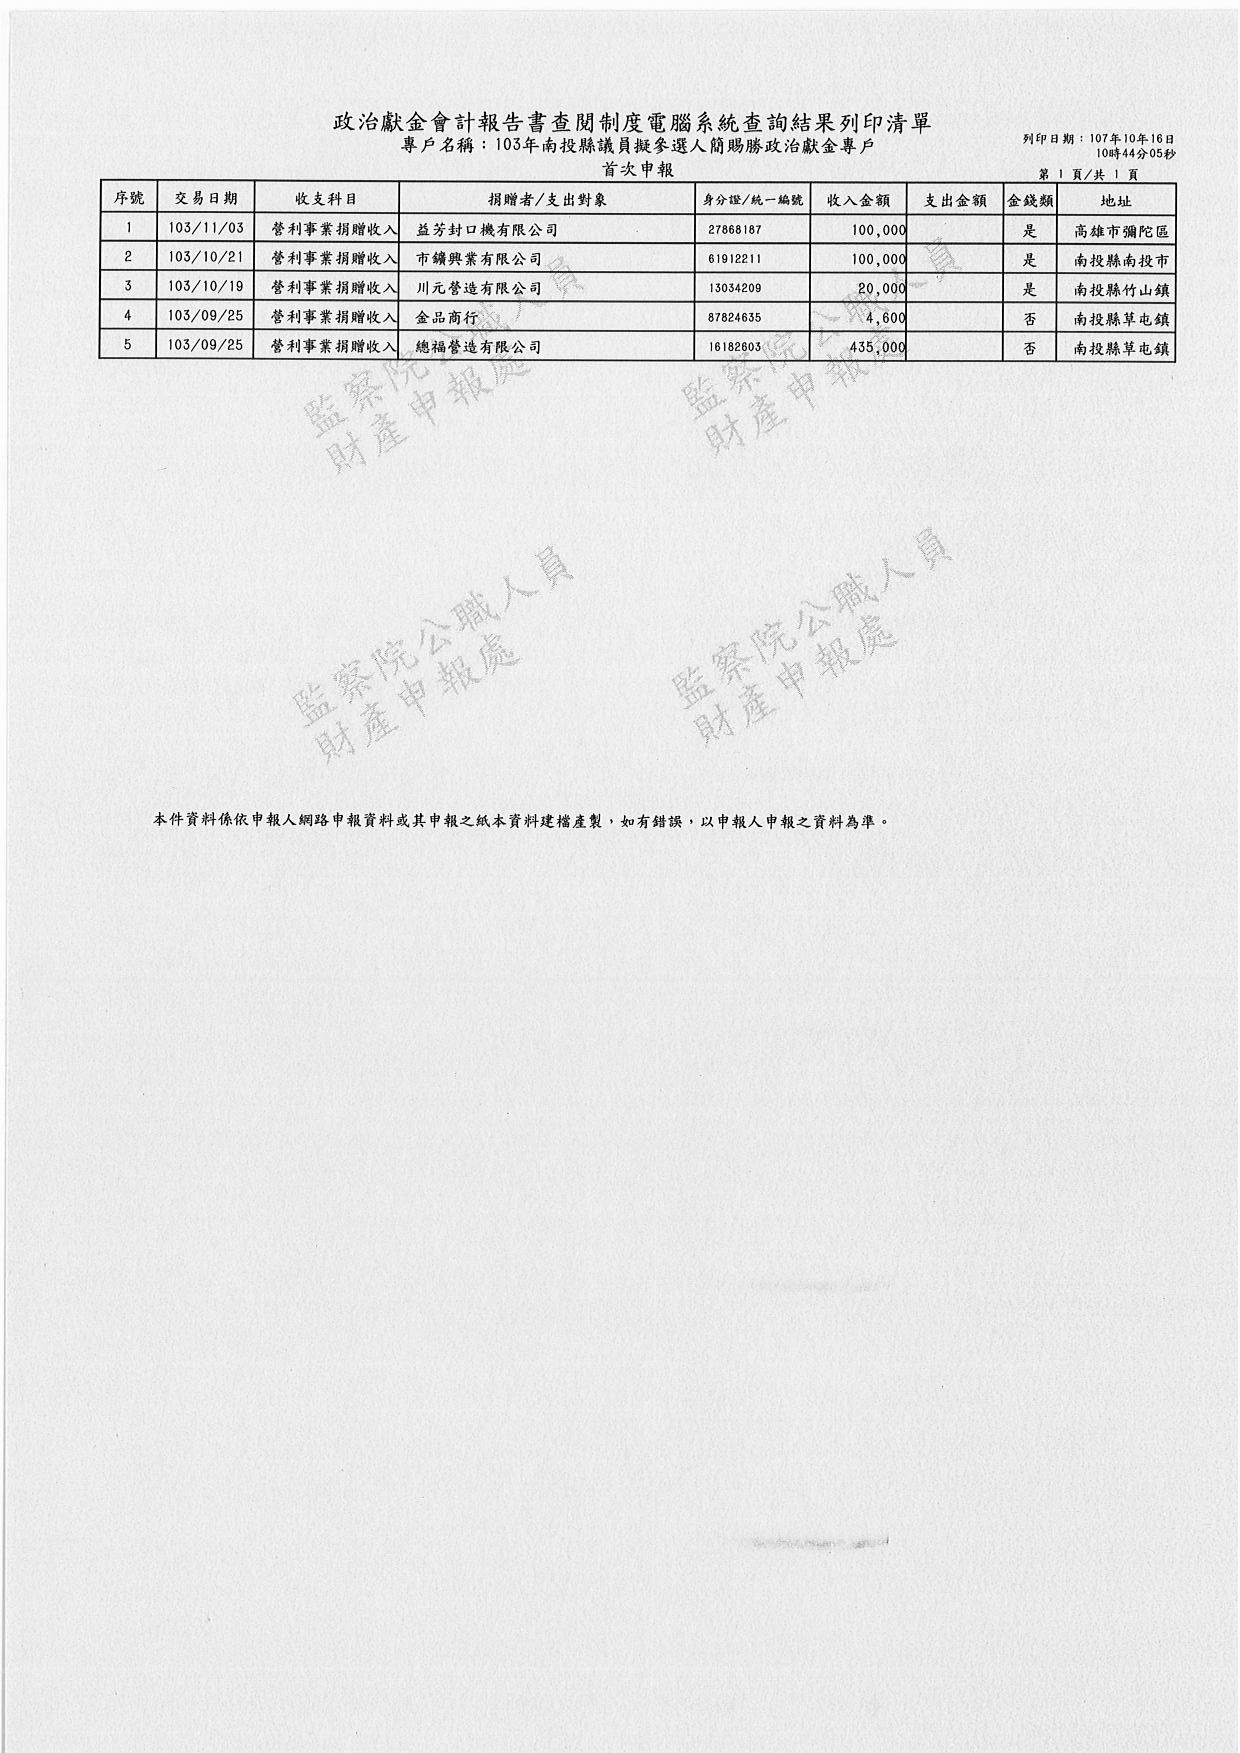 政治獻金會計報告書查閱制度電腦系統查詢結果列印清單
專戶名稱：103年南投縣議員擬參選人簡賜勝政治獻金專戶
列印日期：107年10月16日
10時44分05秒
首次申報
第 1 頁/共 1 頁
序號 交易日期 收支科目 捐贈者/支出對象 身分證/統一編號 收入金額 支出金額 金錢類 地址
1 103/11/03 營利事業捐贈收入 益芳封口機有限公司 27868187 100,000 是 高雄市彌陀區
2 103/10/21 營利事業捐贈收入 市鑛興業有限公司 61912211 100,000 是 南投縣南投市
3 103/10/19 營利事業捐贈收入 川元營造有限公司 13034209 20,000 是 南投縣竹山鎮
4 103/09/25 營利事業捐贈收入 金品商行 87824635 4,600 否 南投縣草屯鎮
5 103/09/25 營利事業捐贈收入 總福營造有限公司 16182603 435,000 否 南投縣草屯鎮
監察院公職人員
財產申報處
監察院公職人員
財產申報處
監察院公職人員
財產申報處
監察院公職人員
財產申報處
本件資料係依申報人網路申報資料或其申報之紙本資料建檔產製，如有錯誤，以申報人申報之資料為準。